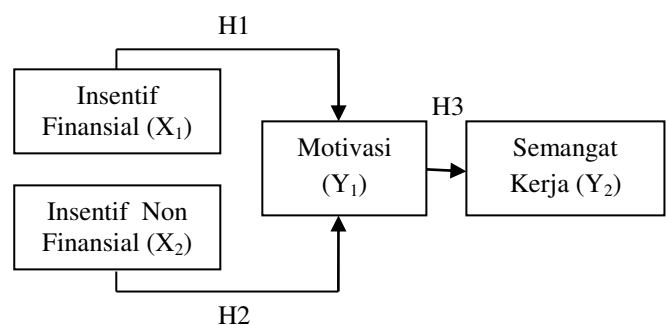 H1
Insentif
Finansial (X₁)
H3
Motivasi
(Y₁)
Semangat
Kerja (Y₂)
Insentif Non
Finansial (X₂)
H2